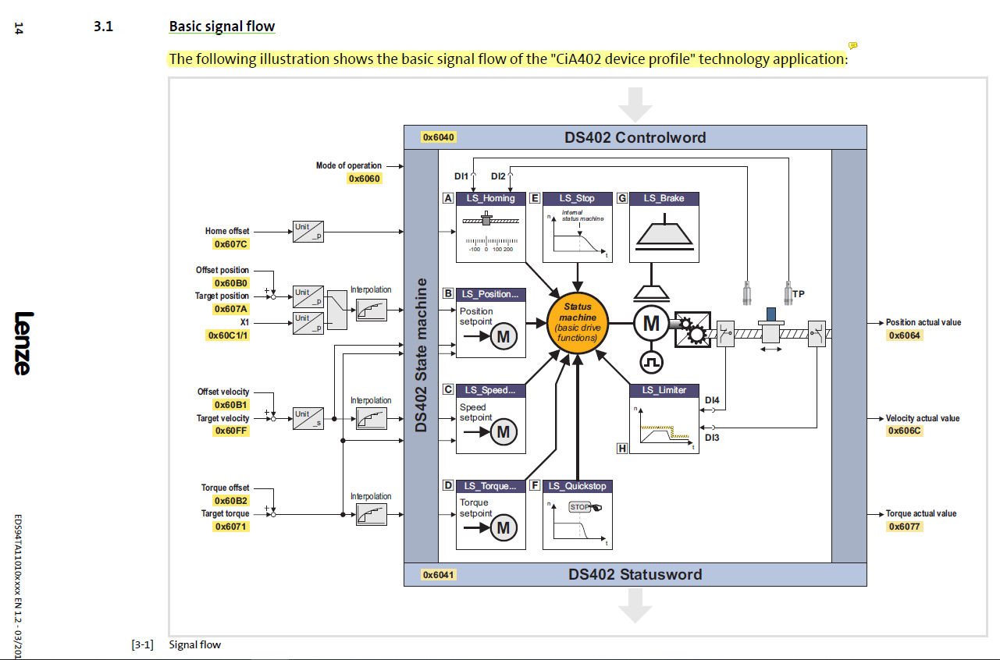 14
Lenze
EDS94TA11010xxxx EN 1.2 - 03/201
3.1 Basic signal flow
The following illustration shows the basic signal flow of the "CiA402 device profile" technology application:
0x6040 DS402 Controlword
Mode of operation
0x6060
Home offset
0x607C
Unit
_p
Offset position
0x60B0
Target position
0x607A
X1
0x60C1/1
+
Unit
_p
Unit
_p
Interpolation
Offset velocity
0x60B1
Target velocity
0x60FF
+
Unit
_s
Interpolation
Torque offset
0x60B2
Target torque
0x6071
+
Interpolation
DS402 State machine
DI1 DI2
A LS_Homing
-100 0 100 200
E LS_Stop
internal
status machine
n
t
G LS_Brake
B LS_Position...
Position
setpoint
M
Status
machine
(basic drive
functions)
M
TP
C LS_Speed...
Speed
setpoint
M
LS_Limiter
n
t
H
DI4
DI3
D LS_Torque...
Torque
setpoint
M
F LS_Quickstop
STOP
n
t
Position actual value
0x6064
Velocity actual value
0x606C
Torque actual value
0x6077
0x6041 DS402 Statusword
[3-1] Signal flow